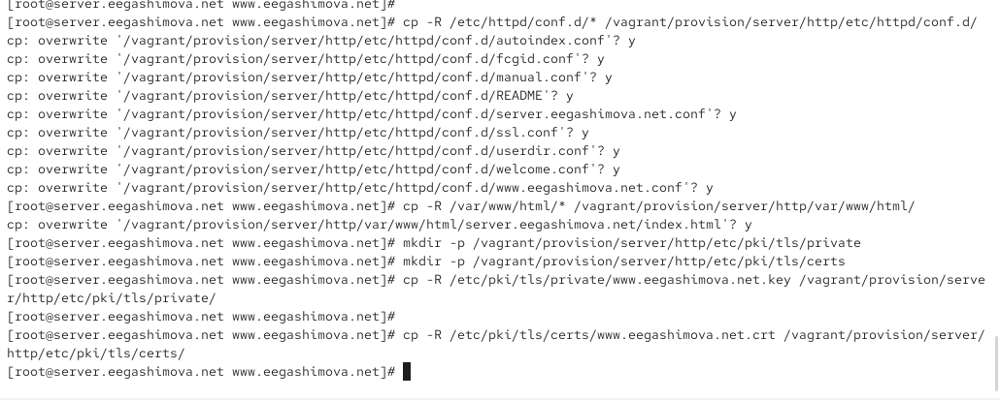 [root@server.eegashimova.net www.eegashimova.net]#
[root@server.eegashimova.net www.eegashimova.net]# cp -R /etc/httpd/conf.d/* /vagrant/provision/server/http/etc/httpd/conf.d/
cp: overwrite '/vagrant/provision/server/http/etc/httpd/conf.d/autoindex.conf'? y
cp: overwrite '/vagrant/provision/server/http/etc/httpd/conf.d/fcgid.conf'? y
cp: overwrite '/vagrant/provision/server/http/etc/httpd/conf.d/manual.conf'? y
cp: overwrite '/vagrant/provision/server/http/etc/httpd/conf.d/README'? y
cp: overwrite '/vagrant/provision/server/http/etc/httpd/conf.d/server.eegashimova.net.conf'? y
cp: overwrite '/vagrant/provision/server/http/etc/httpd/conf.d/ssl.conf'? y
cp: overwrite '/vagrant/provision/server/http/etc/httpd/conf.d/userdir.conf'? y
cp: overwrite '/vagrant/provision/server/http/etc/httpd/conf.d/welcome.conf'? y
cp: overwrite '/vagrant/provision/server/http/etc/httpd/conf.d/www.eegashimova.net.conf'? y
[root@server.eegashimova.net www.eegashimova.net]# cp -R /var/www/html/* /vagrant/provision/server/http/var/www/html/
cp: overwrite '/vagrant/provision/server/http/var/www/html/server.eegashimova.net/index.html'? y
[root@server.eegashimova.net www.eegashimova.net]# mkdir -p /vagrant/provision/server/http/etc/pki/tls/private
[root@server.eegashimova.net www.eegashimova.net]# mkdir -p /vagrant/provision/server/http/etc/pki/tls/certs
[root@server.eegashimova.net www.eegashimova.net]# cp -R /etc/pki/tls/private/www.eegashimova.net.key /vagrant/provision/serve
r/http/etc/pki/tls/private/
[root@server.eegashimova.net www.eegashimova.net]#
[root@server.eegashimova.net www.eegashimova.net]# cp -R /etc/pki/tls/certs/www.eegashimova.net.crt /vagrant/provision/server/
http/etc/pki/tls/certs/
[root@server.eegashimova.net www.eegashimova.net]#